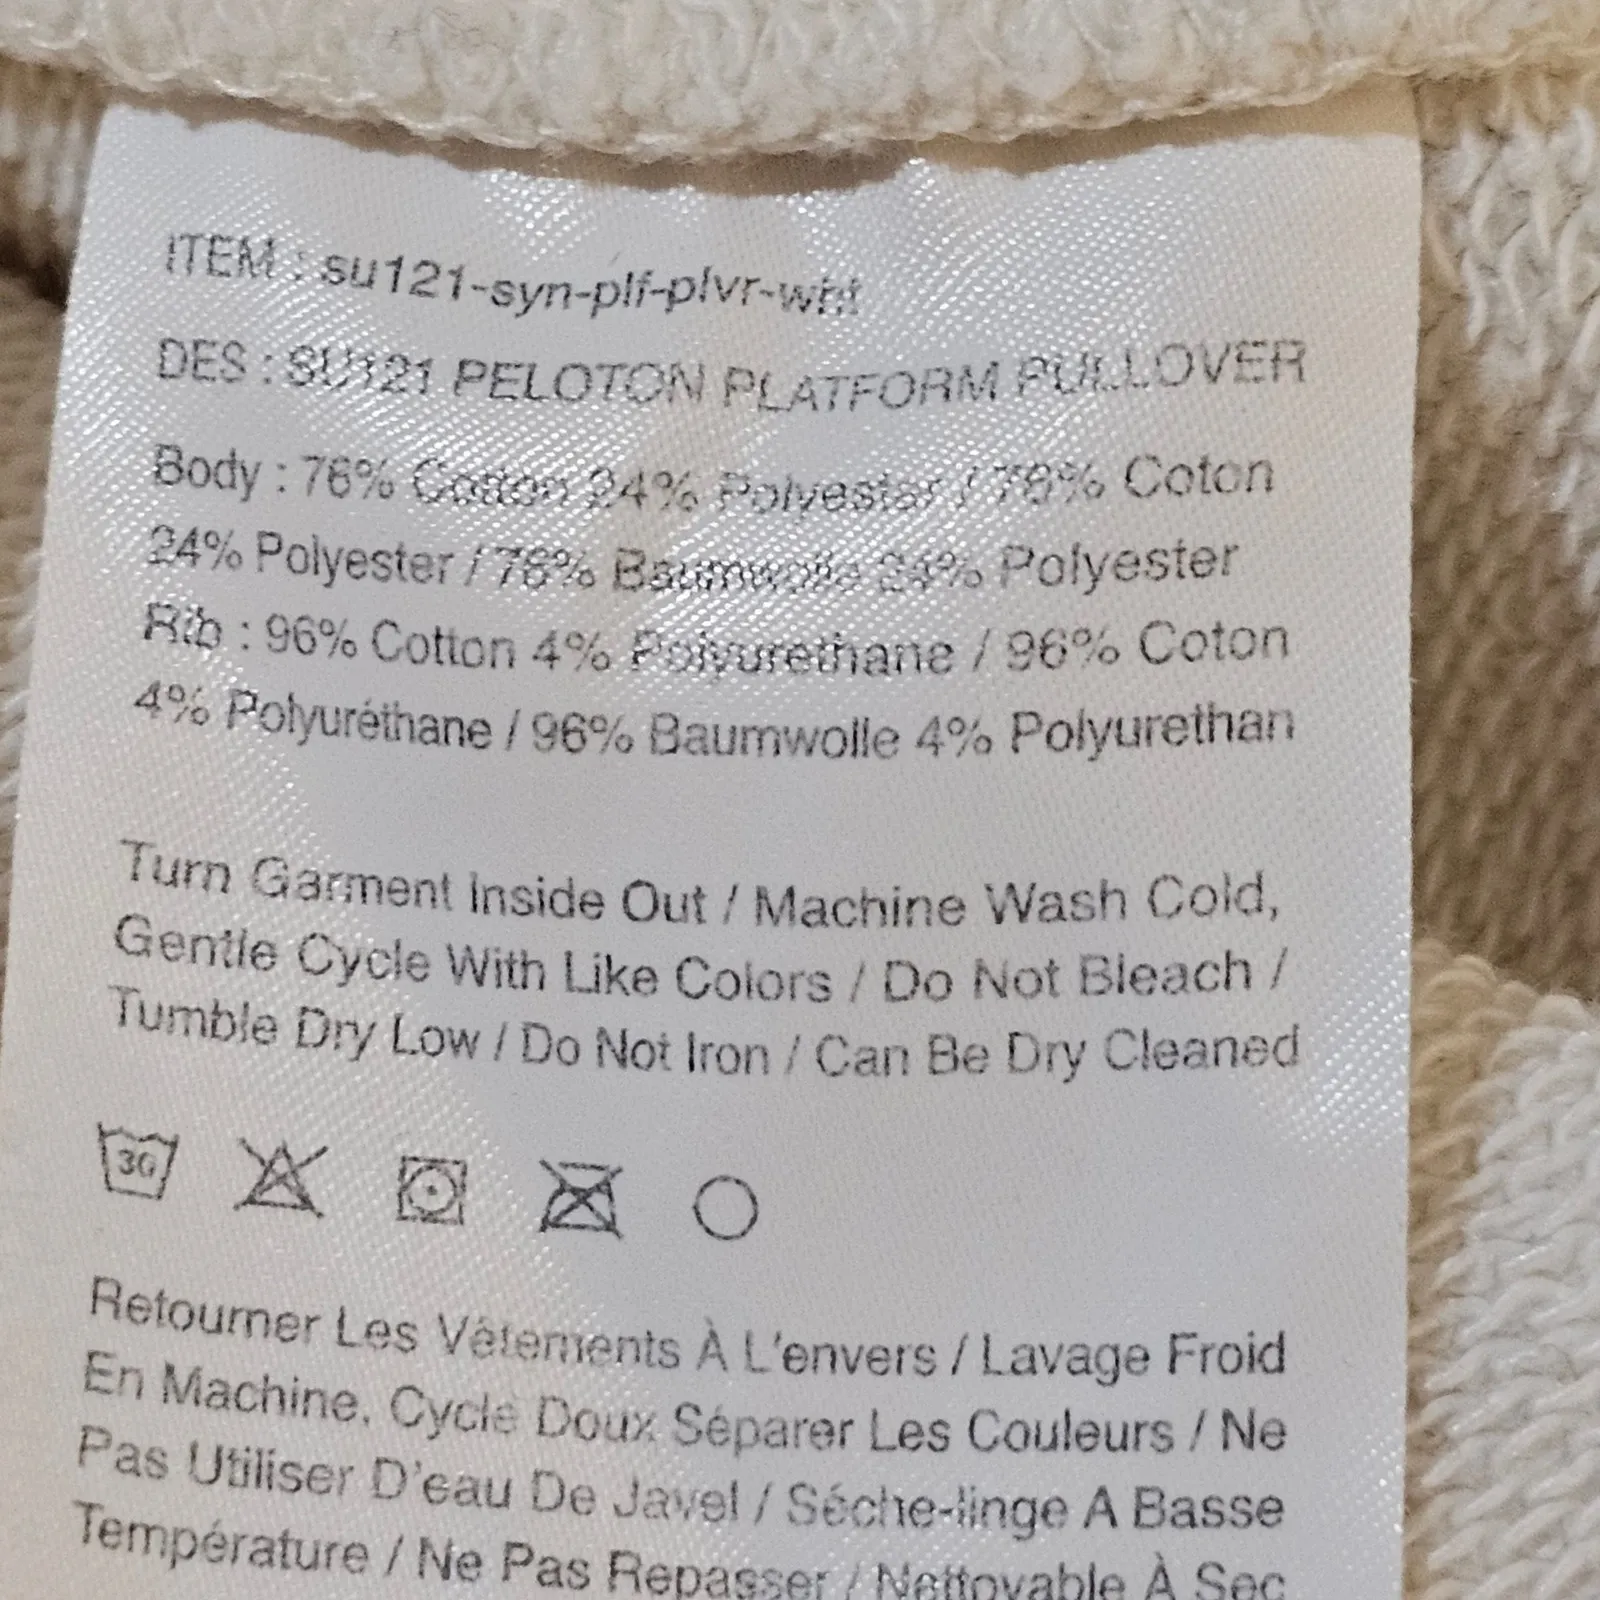 ITEM : su121-syn-plf-plvr-wht
DES : SU121 PELOTON PLATFORM PULLOVER
Body : 76% Cotton 24% Polyester / 76% Coton
24% Polyester / 76% Baumwolle 24% Polyester
Rib : 96% Cotton 4% Polyurethane / 96% Coton
4% Polyuréthane / 96% Baumwolle 4% Polyurethan
Turn Garment Inside Out / Machine Wash Cold,
Gentle Cycle With Like Colors / Do Not Bleach /
Tumble Dry Low / Do Not Iron / Can Be Dry Cleaned
30
Retourner Les Vêtements À L'envers / Lavage Froid
En Machine, Cycle Doux Séparer Les Couleurs / Ne
Pas Utiliser D'eau De Javel / Séche-linge A Basse
Température / Ne Pas Repasser / Nettoyable À Sec